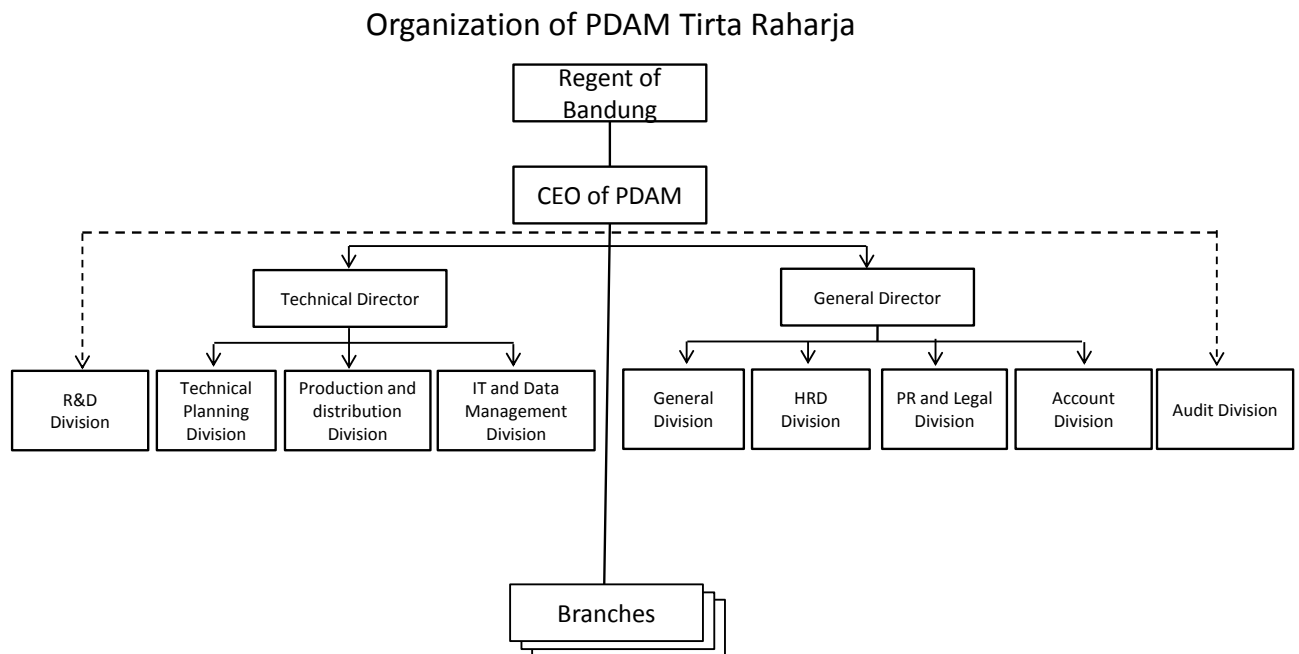 Organization of PDAM Tirta Raharja
Regent of
Bandung
CEO of PDAM
Technical Director
General Director
R&D
Division
Technical
Planning
Division
Production and
distribution
Division
IT and Data
Management
Division
General
Division
HRD
Division
PR and Legal
Division
Account
Division
Audit Division
Branches